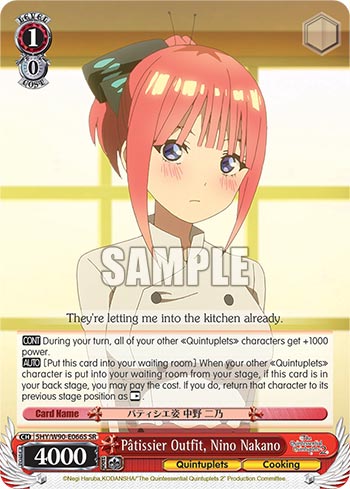 LEVEL
1
0
COST
SAMPLE
They're letting me into the kitchen already.
CONT During your turn, all of your other «Quintuplets» characters get +1000
power.
AUTO [Put this card into your waiting room] When your other «Quintuplets»
character is put into your waiting room from your stage, if this card is in
your back stage, you may pay the cost. If you do, return that character to its
previous stage position as
Card Name パティシエ姿 中野 二乃
CH 5HY/W90-E066S SR
POWER 4000
Pâtissier Outfit, Nino Nakano
Quintuplets Cooking
©Negi Haruba,KODANSHA/"The Quintessential Quintuplets 2" Production Committee.